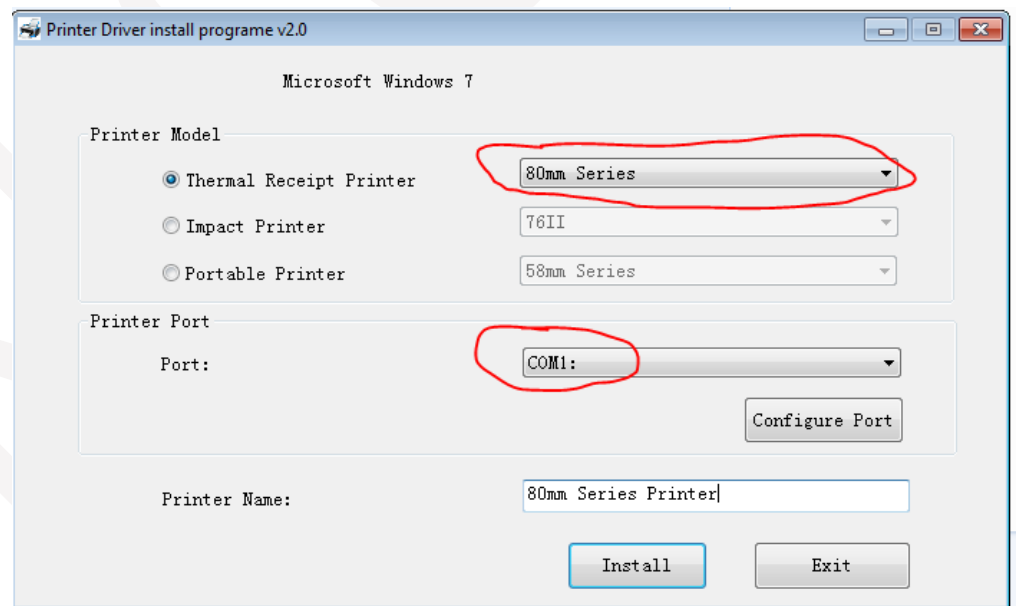 Printer Driver install programe v2.0
Microsoft Windows 7
Printer Model
Thermal Receipt Printer
80mm Series
Impact Printer
76II
Portable Printer
58mm Series
Printer Port
Port:
COM1:
Configure Port
Printer Name:
80mm Series Printer
Install
Exit